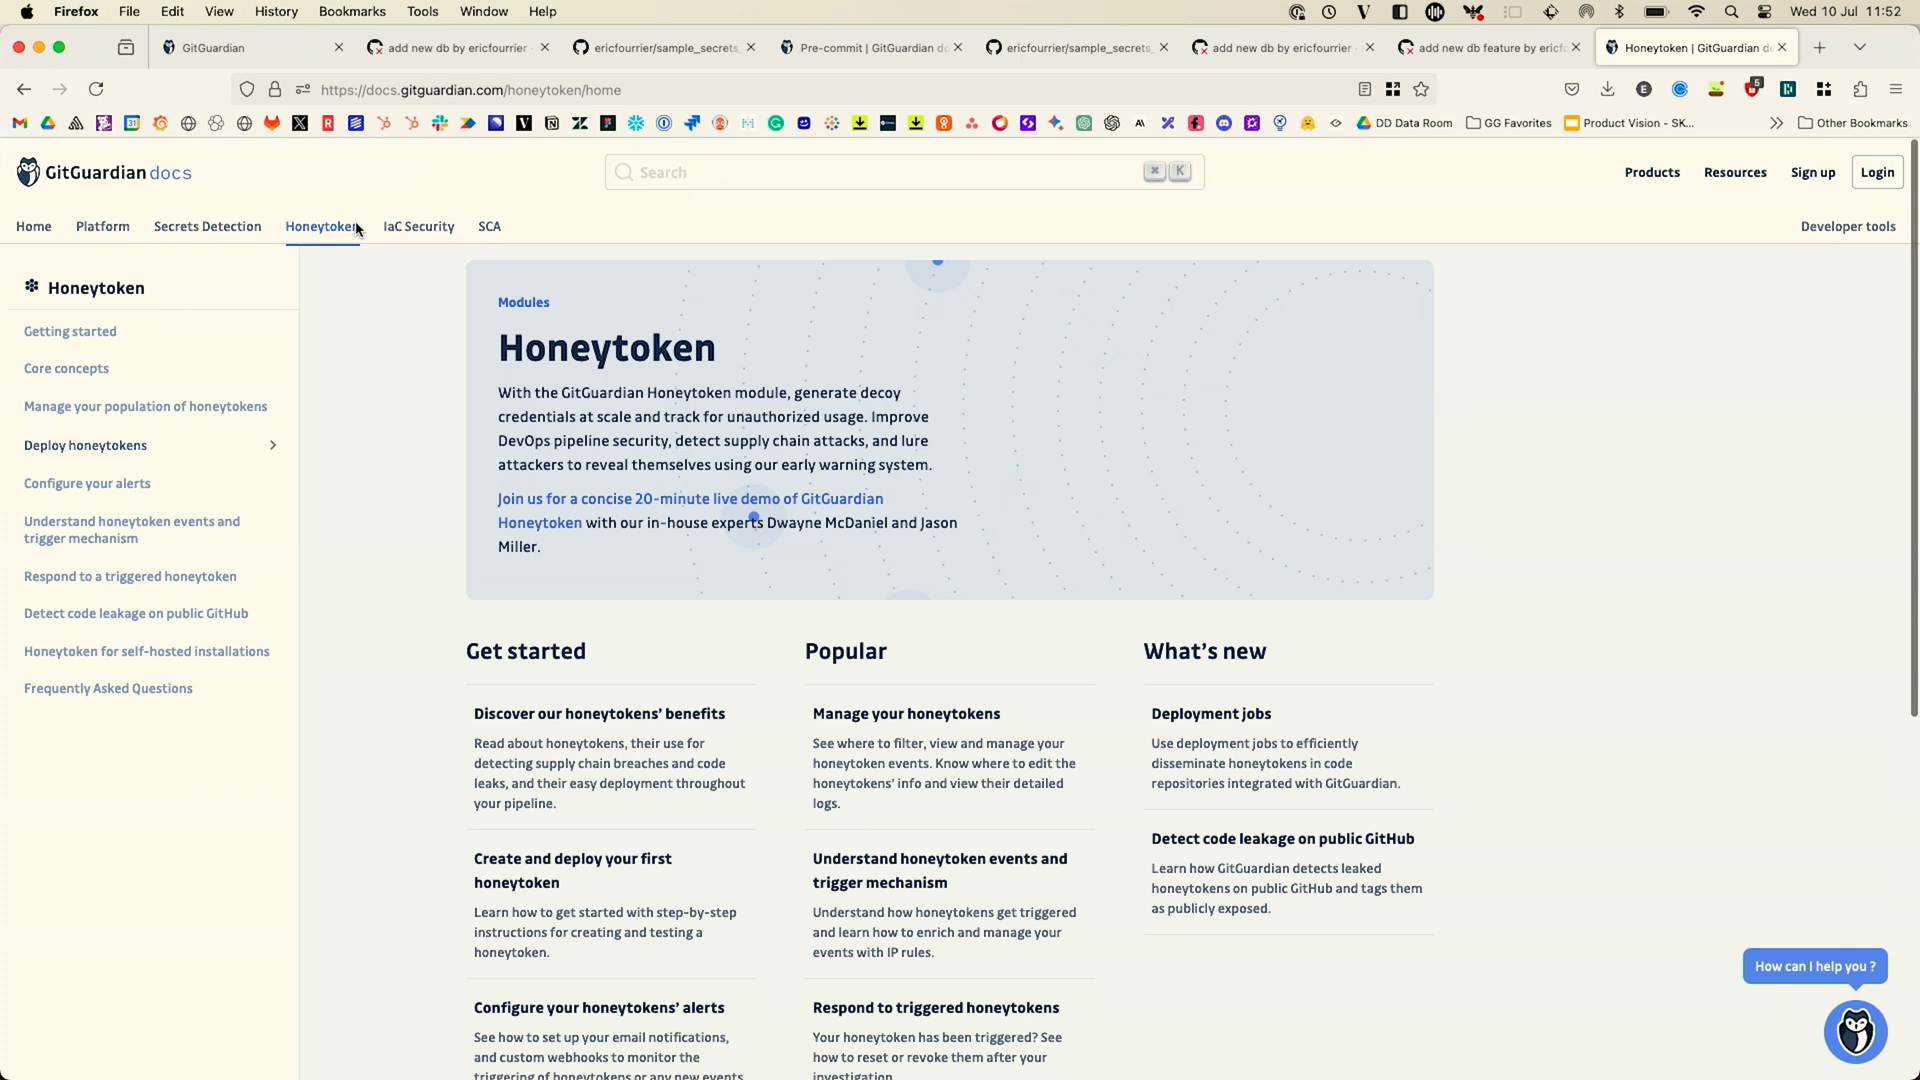 Firefox File Edit View History Bookmarks Tools Window Help Wed 10 Jul 11:52
GitGuardian
add new db by ericfourrier
ericfourrier/sample_secrets_
Pre-commit | GitGuardian do
ericfourrier/sample_secrets_
add new db by ericfourrier
add new db feature by ericfo
Honeytoken | GitGuardian do
https://docs.gitguardian.com/honeytoken/home
5
DD Data Room GG Favorites Product Vision - SK... Other Bookmarks
GitGuardian docs
Search
⌘ K
Products Resources Sign up Login
Home Platform Secrets Detection Honeytoken IaC Security SCA Developer tools
Honeytoken
Getting started
Core concepts
Manage your population of honeytokens
Deploy honeytokens
Configure your alerts
Understand honeytoken events and
trigger mechanism
Respond to a triggered honeytoken
Detect code leakage on public GitHub
Honeytoken for self-hosted installations
Frequently Asked Questions
Modules
Honeytoken
With the GitGuardian Honeytoken module, generate decoy
credentials at scale and track for unauthorized usage. Improve
DevOps pipeline security, detect supply chain attacks, and lure
attackers to reveal themselves using our early warning system.
Join us for a concise 20-minute live demo of GitGuardian
Honeytoken with our in-house experts Dwayne McDaniel and Jason
Miller.
Get started
Discover our honeytokens’ benefits
Read about honeytokens, their use for
detecting supply chain breaches and code
leaks, and their easy deployment throughout
your pipeline.
Create and deploy your first
honeytoken
Learn how to get started with step-by-step
instructions for creating and testing a
honeytoken.
Configure your honeytokens’ alerts
See how to set up your email notifications,
and custom webhooks to monitor the
triggering of honeytokens or any new events
Popular
Manage your honeytokens
See where to filter, view and manage your
honeytoken events. Know where to edit the
honeytokens’ info and view their detailed
logs.
Understand honeytoken events and
trigger mechanism
Understand how honeytokens get triggered
and learn how to enrich and manage your
events with IP rules.
Respond to triggered honeytokens
Your honeytoken has been triggered? See
how to reset or revoke them after your
investigation
What’s new
Deployment jobs
Use deployment jobs to efficiently
disseminate honeytokens in code
repositories integrated with GitGuardian.
Detect code leakage on public GitHub
Learn how GitGuardian detects leaked
honeytokens on public GitHub and tags them
as publicly exposed.
How can I help you ?